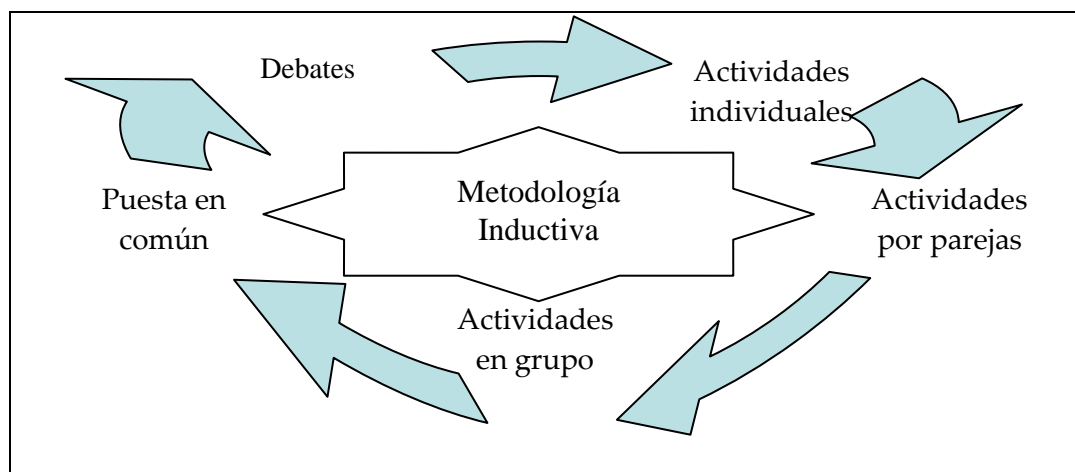 Debates
Actividades
individuales
Metodología
Inductiva
Puesta en
común
Actividades
por parejas
Actividades
en grupo